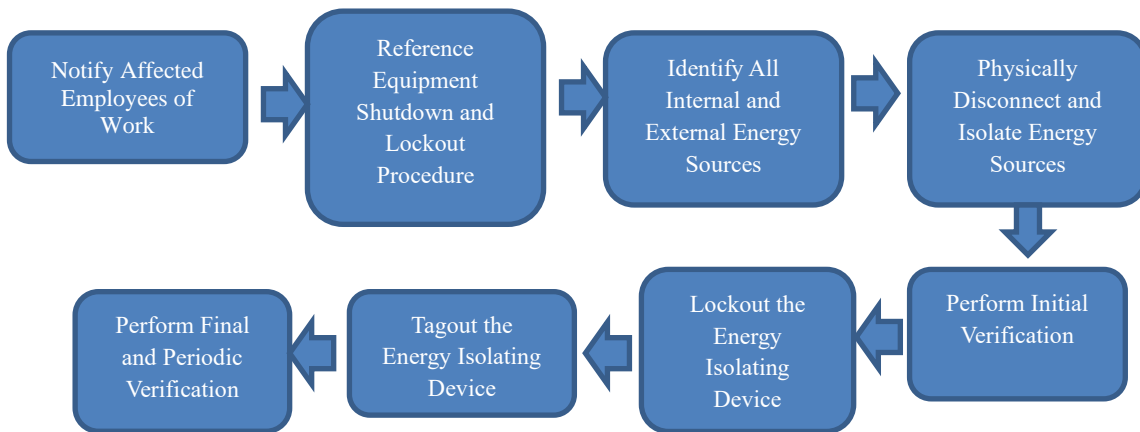 Notify Affected
Employees of
Work
Reference
Equipment
Shutdown and
Lockout
Procedure
Identify All
Internal and
External Energy
Sources
Physically
Disconnect and
Isolate Energy
Sources
Perform Initial
Verification
Lockout the
Energy
Isolating
Device
Tagout the
Energy Isolating
Device
Perform Final
and Periodic
Verification